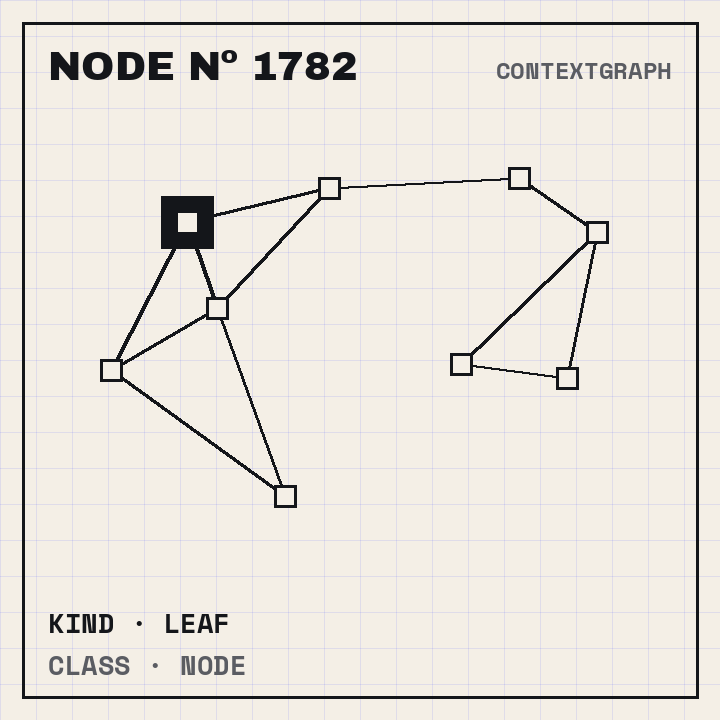 NODE Nº 1782
CONTEXTGRAPH
KIND · LEAF
CLASS · NODE